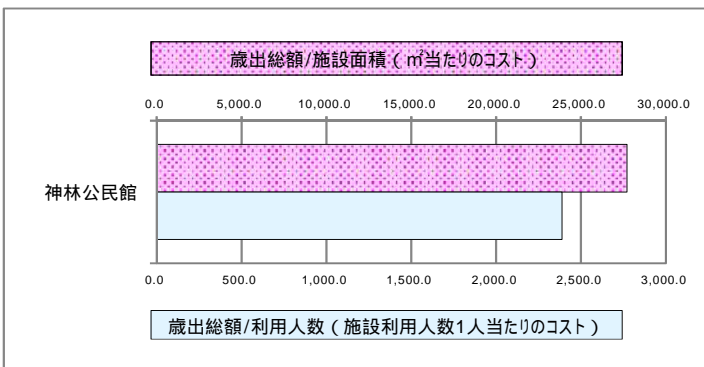 歳出総額/施設面積（㎡当たりのコスト）
0.0 5,000.0 10,000.0 15,000.0 20,000.0 25,000.0 30,000.0
神林公民館
0.0 500.0 1,000.0 1,500.0 2,000.0 2,500.0 3,000.0
歳出総額/利用人数（施設利用人数1人当たりのコスト）